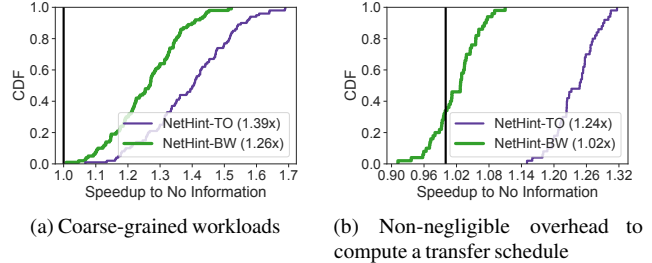 1.0
0.8
0.6
0.4
0.2
0.0
CDF
NetHint-TO (1.39x)
NetHint-BW (1.26x)
1.0 1.1 1.2 1.3 1.4 1.5 1.6 1.7
Speedup to No Information
(a) Coarse-grained workloads
1.0
0.8
0.6
0.4
0.2
0.0
CDF
NetHint-TO (1.24x)
NetHint-BW (1.02x)
0.90 0.96 1.02 1.08 1.14 1.20 1.26 1.32
Speedup to No Information
(b) Non-negligible overhead to
compute a transfer schedule